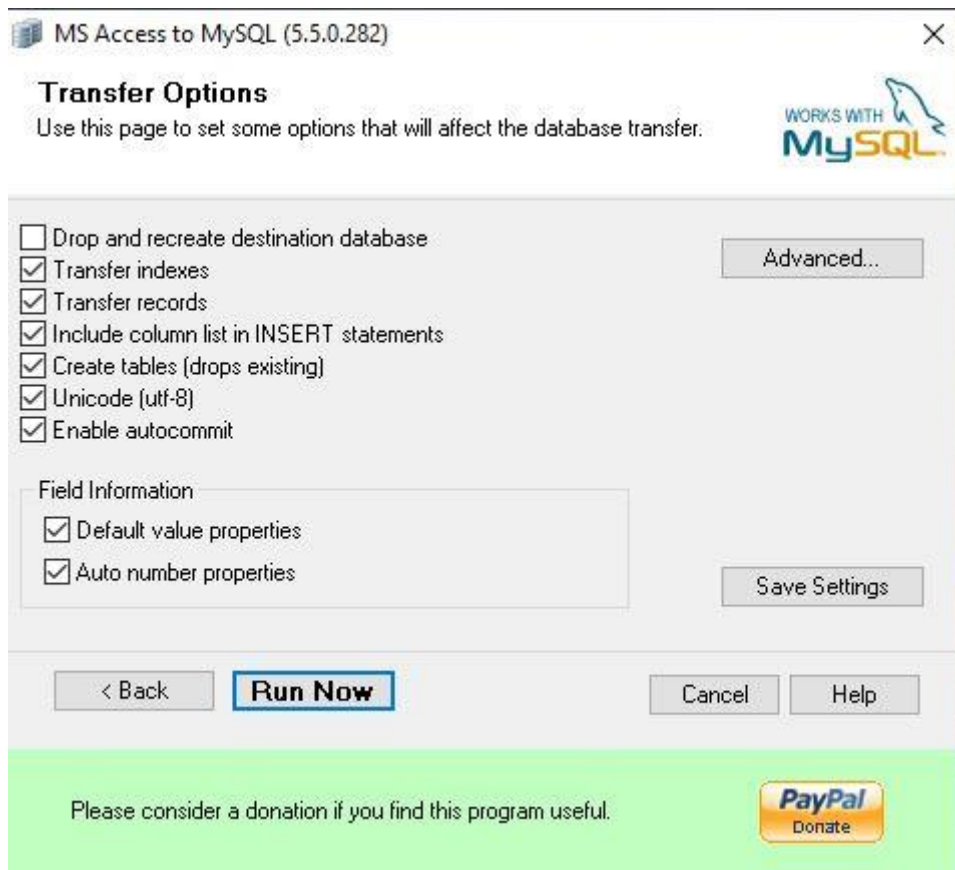 MS Access to MySQL (5.5.0.282)
Transfer Options
Use this page to set some options that will affect the database transfer.
WORKS WITH
MySQL
Drop and recreate destination database
Advanced...
Transfer indexes
Transfer records
Include column list in INSERT statements
Create tables (drops existing)
Unicode (utf-8)
Enable autocommit
Field Information
Default value properties
Auto number properties
Save Settings
< Back
Run Now
Cancel
Help
Please consider a donation if you find this program useful.
PayPal
Donate